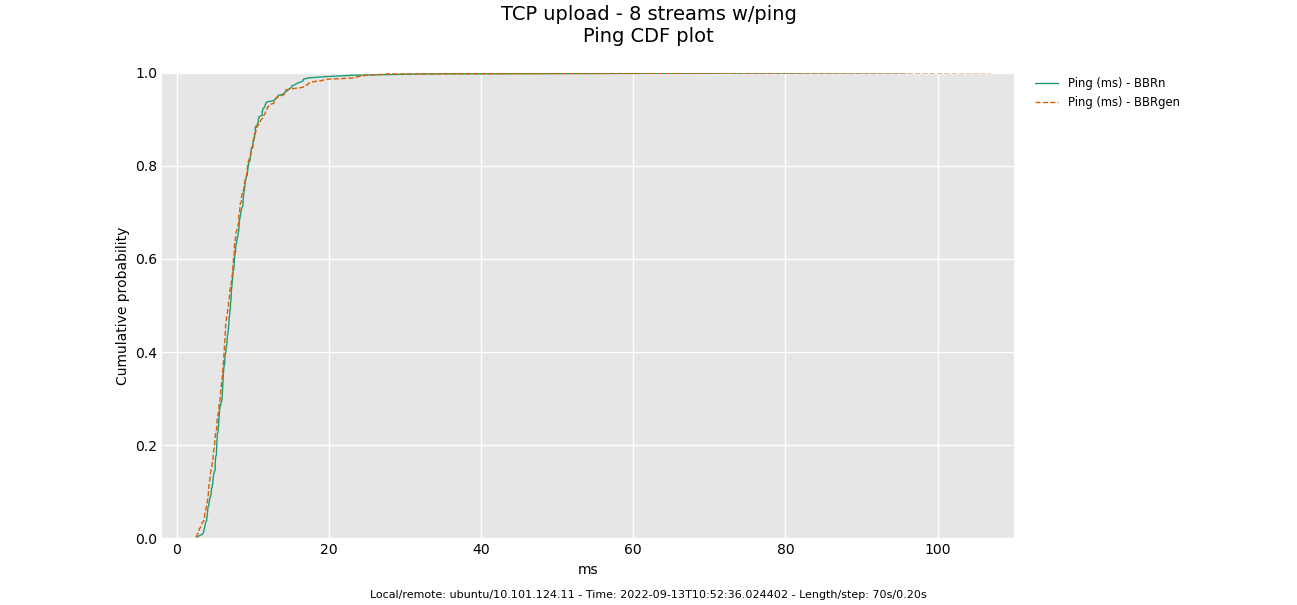 TCP upload - 8 streams w/ping
Ping CDF plot
Ping (ms) - BBRn
Ping (ms) - BBRgen
Cumulative probability
1.0
0.8
0.6
0.4
0.2
0.0
0
20
40
60
80
100
ms
Local/remote: ubuntu/10.101.124.11 - Time: 2022-09-13T10:52:36.024402 - Length/step: 70s/0.20s